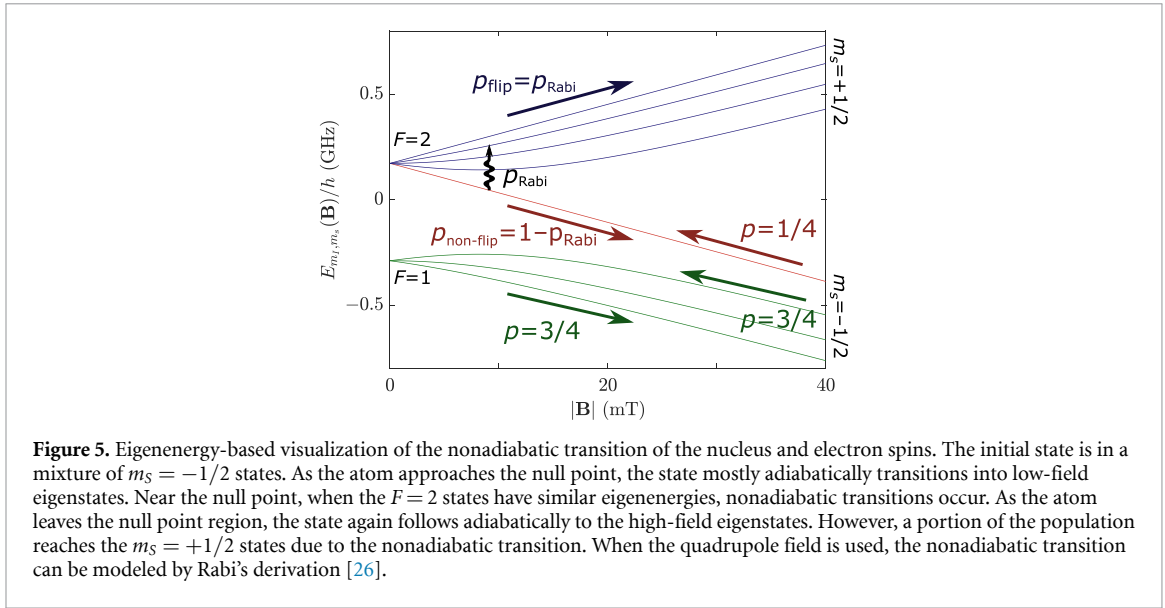 p_flip=p_Rabi
m_s=+1/2
0.5
F=2
p_Rabi
E_{m_I,m_s}(B)/h (GHz)
0
p_non-flip=1−p_Rabi
p=1/4
F=1
−0.5
p=3/4
p=3/4
m_s=−1/2
0
20
40
|B| (mT)
Figure 5. Eigenenergy-based visualization of the nonadiabatic transition of the nucleus and electron spins. The initial state is in a
mixture of m_S = −1/2 states. As the atom approaches the null point, the state mostly adiabatically transitions into low-field
eigenstates. Near the null point, when the F = 2 states have similar eigenenergies, nonadiabatic transitions occur. As the atom
leaves the null point region, the state again follows adiabatically to the high-field eigenstates. However, a portion of the population
reaches the m_S = +1/2 states due to the nonadiabatic transition. When the quadrupole field is used, the nonadiabatic transition
can be modeled by Rabi's derivation [26].